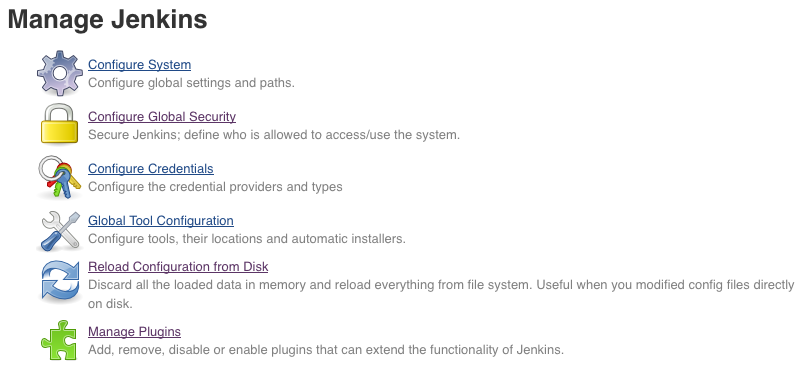 Manage Jenkins
Configure System
Configure global settings and paths.
Configure Global Security
Secure Jenkins; define who is allowed to access/use the system.
Configure Credentials
Configure the credential providers and types
Global Tool Configuration
Configure tools, their locations and automatic installers.
Reload Configuration from Disk
Discard all the loaded data in memory and reload everything from file system. Useful when you modified config files directly
on disk.
Manage Plugins
Add, remove, disable or enable plugins that can extend the functionality of Jenkins.